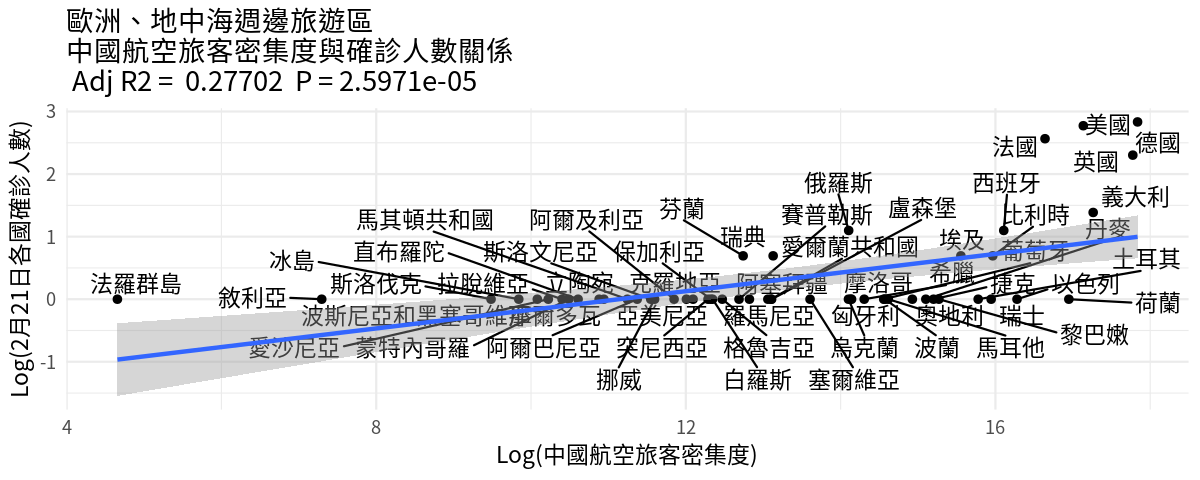 歐洲、地中海週邊旅遊區
中國航空旅客密集度與確診人數關係
Adj R2 = 0.27702 P = 2.5971e-05
Log(2月21日各國確診人數)
3
2
1
0
-1
美國
德國
法國
英國
俄羅斯
西班牙
義大利
馬其頓共和國
阿爾及利亞
芬蘭
賽普勒斯
盧森堡
比利時
丹麥
瑞典
埃及
冰島
直布羅陀
斯洛文尼亞
保加利亞
愛爾蘭共和國
葡萄牙
土耳其
希臘
法羅群島
敘利亞
斯洛伐克
拉脫維亞
立陶宛
克羅地亞
阿塞拜疆
摩洛哥
捷克
以色列
荷蘭
波斯尼亞和黑塞哥維那
摩爾多瓦
亞美尼亞
羅馬尼亞
匈牙利
奧地利
瑞士
黎巴嫩
愛沙尼亞
蒙特內哥羅
阿爾巴尼亞
突尼西亞
格魯吉亞
烏克蘭
波蘭
馬耳他
挪威
白羅斯
塞爾維亞
4
8
12
16
Log(中國航空旅客密集度)